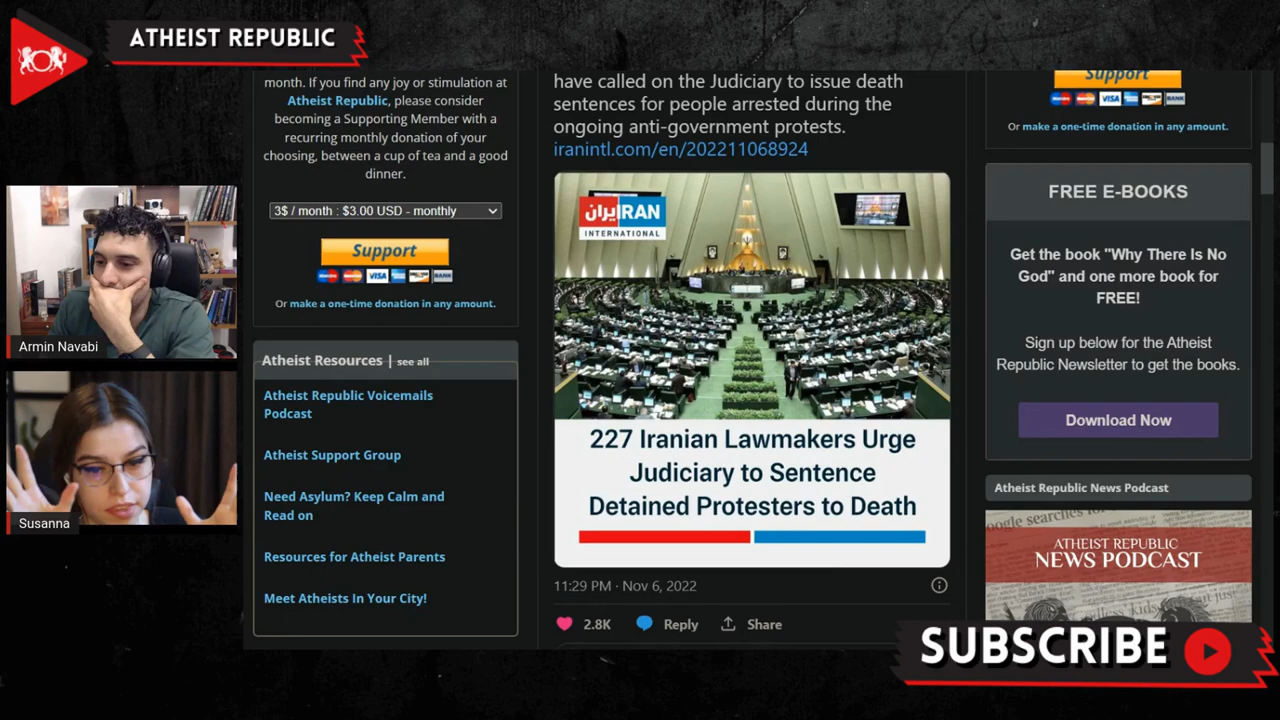 ATHEIST REPUBLIC
Armin Navabi
Susanna
month. If you find any joy or stimulation at
Atheist Republic, please consider
becoming a Supporting Member with a
recurring monthly donation of your
choosing, between a cup of tea and a good
dinner.
3$ / month : $3.00 USD - monthly
Support
VISA
BANK
Or make a one-time donation in any amount.
Atheist Resources | see all
Atheist Republic Voicemails
Podcast
Atheist Support Group
Need Asylum? Keep Calm and
Read on
Resources for Atheist Parents
Meet Atheists In Your City!
have called on the Judiciary to issue death
sentences for people arrested during the
ongoing anti-government protests.
iranintl.com/en/202211068924
ایران IRAN
INTERNATIONAL
227 Iranian Lawmakers Urge
Judiciary to Sentence
Detained Protesters to Death
11:29 PM · Nov 6, 2022
2.8K Reply Share
Support
VISA
BANK
Or make a one-time donation in any amount.
FREE E-BOOKS
Get the book "Why There Is No
God" and one more book for
FREE!
Sign up below for the Atheist
Republic Newsletter to get the books.
Download Now
Atheist Republic News Podcast
ATHEIST REPUBLIC
NEWS PODCAST
SUBSCRIBE